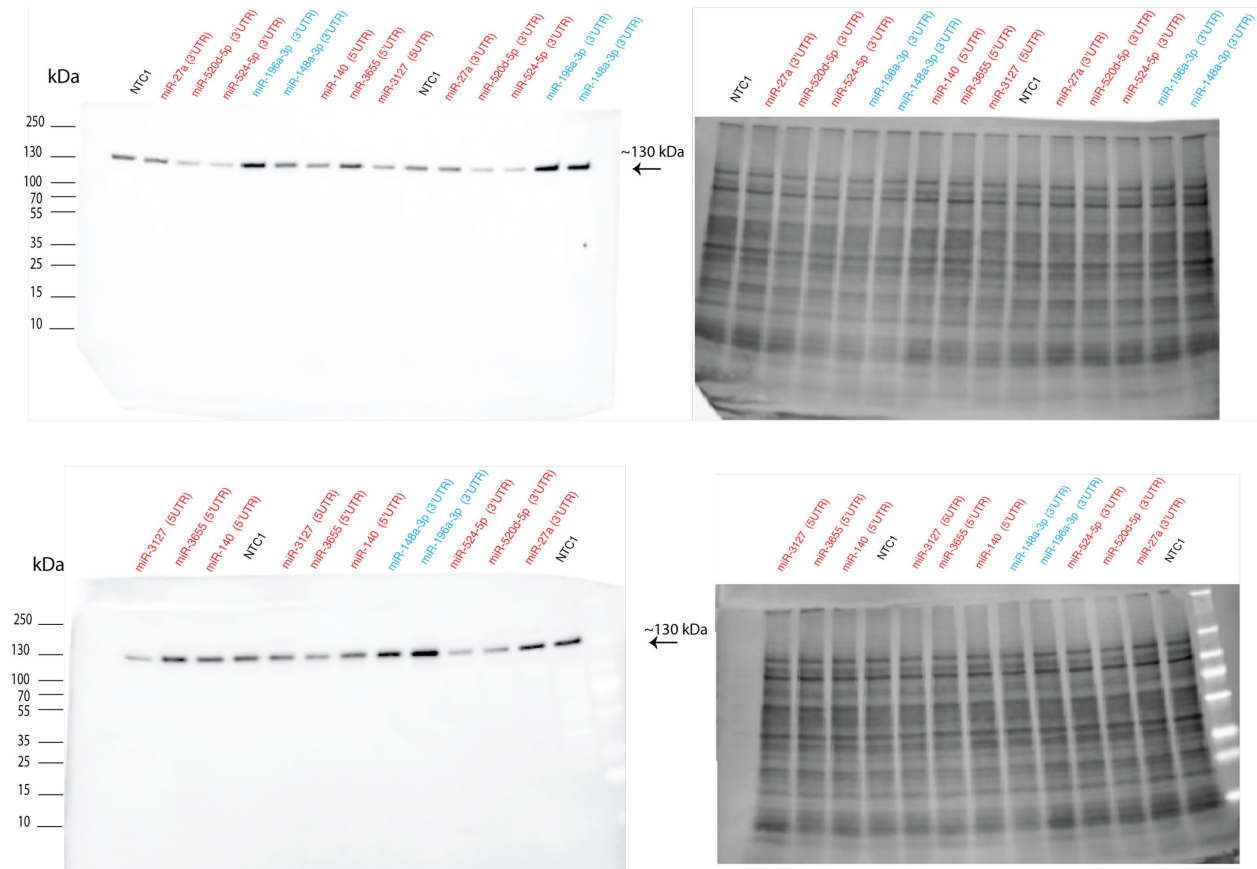 kDa
NTC1
miR-27a (3'UTR)
miR-520d-5p (3'UTR)
miR-524-5p (3'UTR)
miR-196a-3p (3'UTR)
miR-148a-3p (3'UTR)
miR-140 (5'UTR)
miR-3655 (5'UTR)
miR-3127 (5UTR)
NTC1
miR-27a (3'UTR)
miR-520d-5p (3'UTR)
miR-524-5p (3'UTR)
miR-196a-3p (3'UTR)
miR-148a-3p (3'UTR)
250
130
100
70
55
35
25
15
10
~130 kDa
NTC1
miR-27a (3'UTR)
miR-520d-5p (3'UTR)
miR-524-5p (3'UTR)
miR-196a-3p (3'UTR)
miR-148a-3p (3'UTR)
miR-140 (5'UTR)
miR-3655 (5'UTR)
miR-3127 (5UTR)
NTC1
miR-27a (3'UTR)
miR-520d-5p (3'UTR)
miR-524-5p (3'UTR)
miR-196a-3p (3'UTR)
miR-148a-3p (3'UTR)
kDa
miR-3127 (5UTR)
miR-3655 (5'UTR)
miR-140 (5'UTR)
NTC1
miR-3127 (5UTR)
miR-3655 (5'UTR)
miR-140 (5'UTR)
miR-148a-3p (3'UTR)
miR-196a-3p (3'UTR)
miR-524-5p (3'UTR)
miR-520d-5p (3'UTR)
miR-27a (3'UTR)
NTC1
250
130
100
70
55
35
25
15
10
~130 kDa
miR-3127 (5UTR)
miR-3655 (5'UTR)
miR-140 (5'UTR)
NTC1
miR-3127 (5UTR)
miR-3655 (5'UTR)
miR-140 (5'UTR)
miR-148a-3p (3'UTR)
miR-196a-3p (3'UTR)
miR-524-5p (3'UTR)
miR-520d-5p (3'UTR)
miR-27a (3'UTR)
NTC1